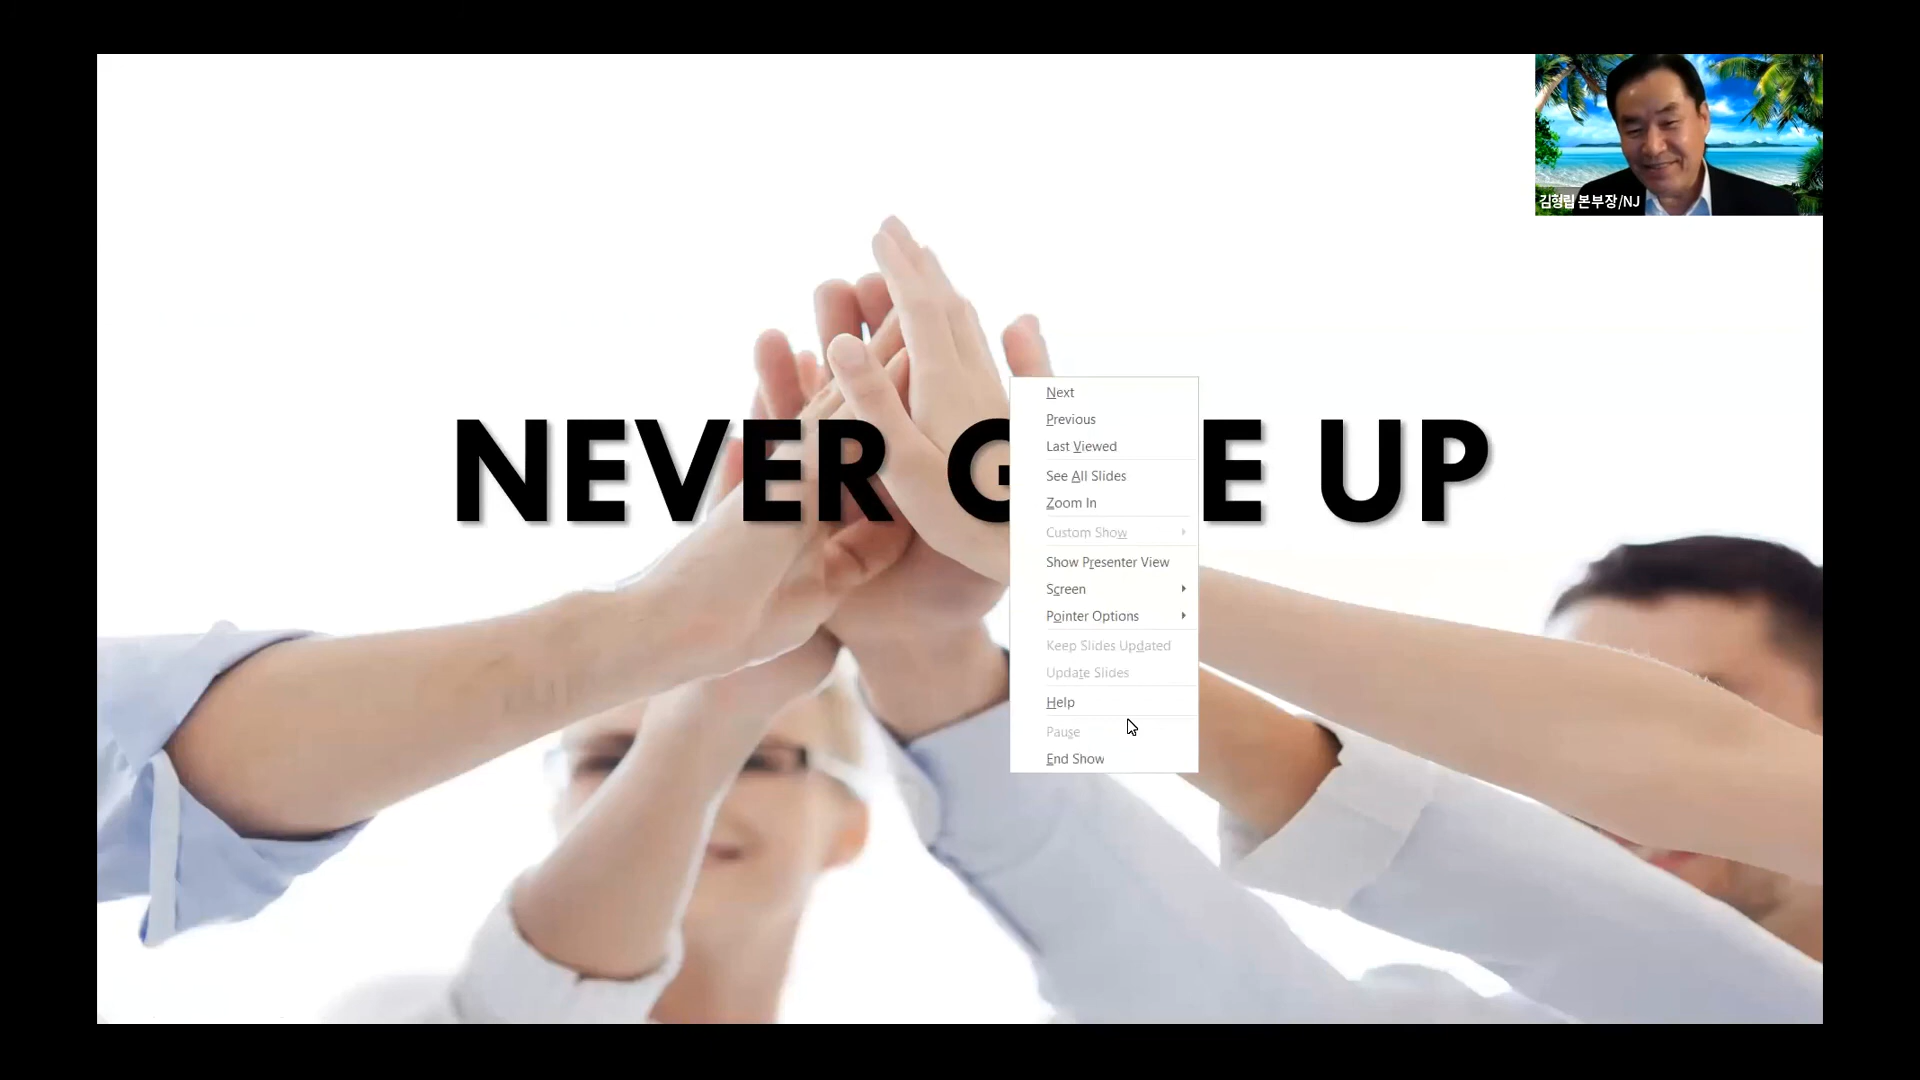 김형립 본부장/NJ
NEVER G E UP
Next
Previous
Last Viewed
See All Slides
Zoom In
Custom Show
Show Presenter View
Screen
Pointer Options
Keep Slides Updated
Update Slides
Help
Pause
End Show